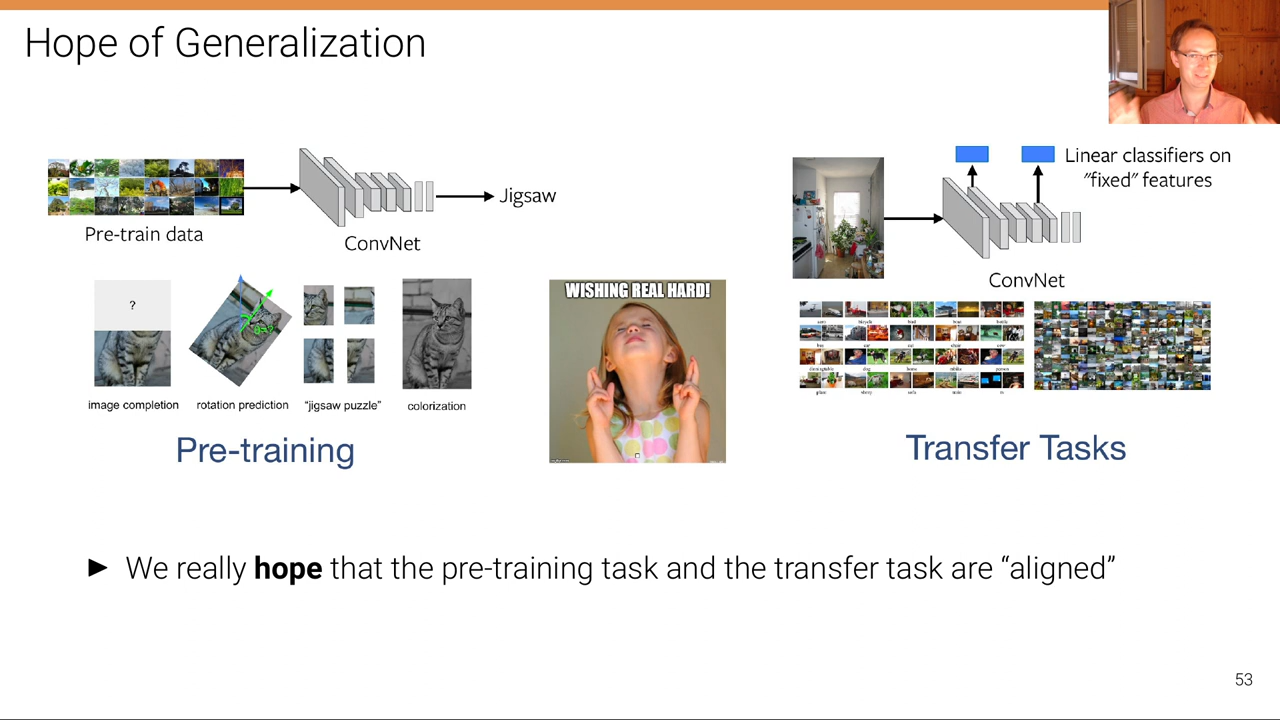 Hope of Generalization
Pre-train data
ConvNet
Jigsaw
Linear classifiers on
"fixed" features
ConvNet
?
image completion
rotation prediction
"jigsaw puzzle"
colorization
Pre-training
WISHING REAL HARD!
Transfer Tasks
► We really hope that the pre-training task and the transfer task are “aligned”
53